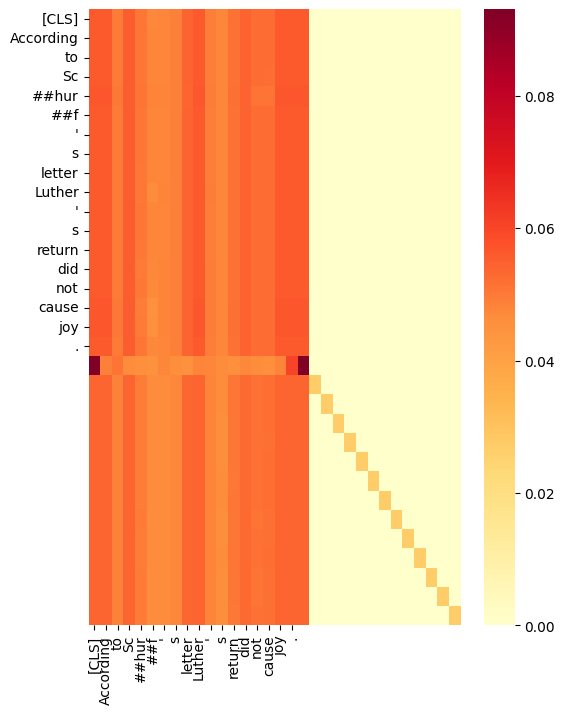 [CLS]
According
to
Sc
##hur
##f
'
s
letter
Luther
'
s
return
did
not
cause
joy
.
0.08
0.06
0.04
0.02
0.00
[CLS]
According
to
Sc
##hur
##f
'
s
letter
Luther
'
s
return
did
not
cause
joy
.